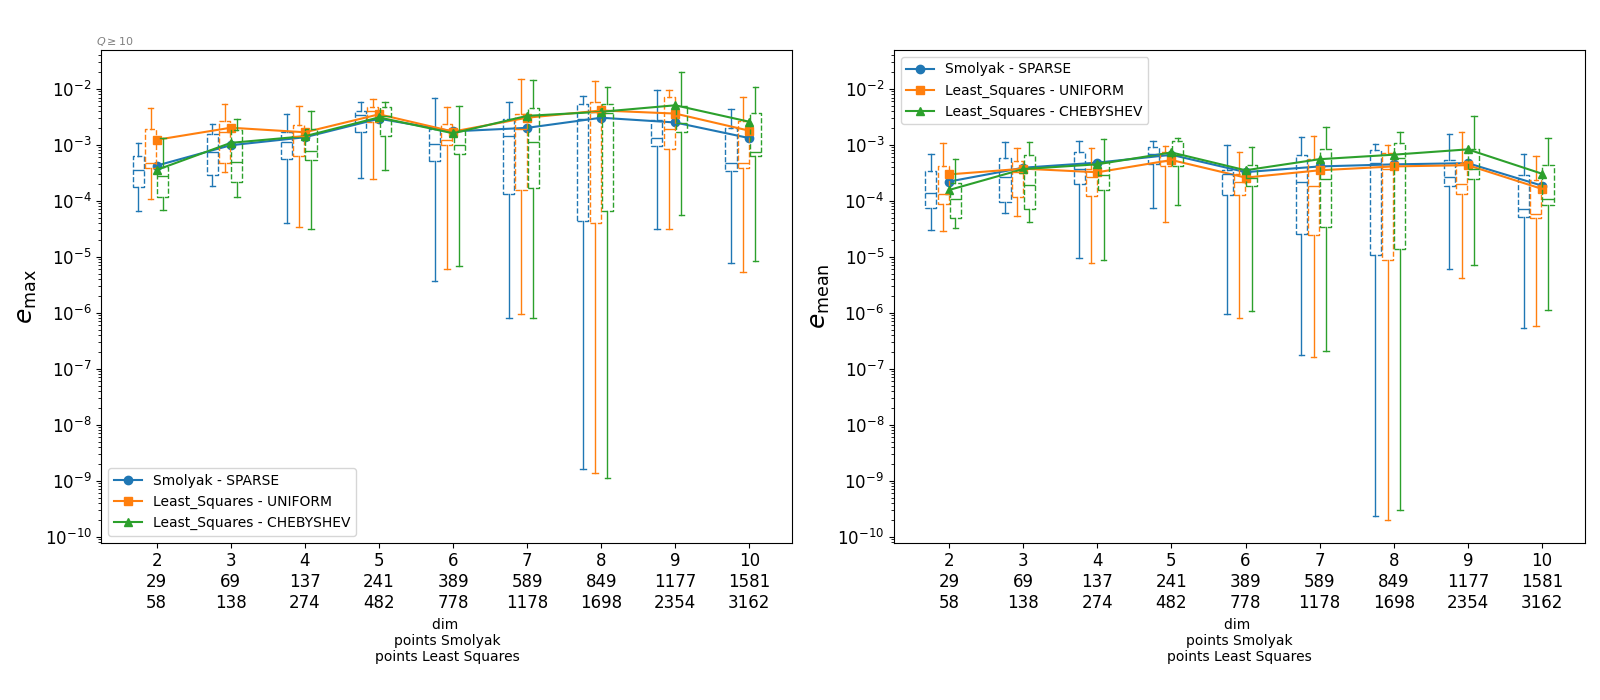 Q ≥ 10
e_max
10^−2
10^−3
10^−4
10^−5
10^−6
10^−7
10^−8
10^−9
10^−10
Smolyak - SPARSE
Least_Squares - UNIFORM
Least_Squares - CHEBYSHEV
2 3 4 5 6 7 8 9 10
29 69 137 241 389 589 849 1177 1581
58 138 274 482 778 1178 1698 2354 3162
dim
points Smolyak
points Least Squares
e_mean
10^−2
10^−3
10^−4
10^−5
10^−6
10^−7
10^−8
10^−9
10^−10
Smolyak - SPARSE
Least_Squares - UNIFORM
Least_Squares - CHEBYSHEV
2 3 4 5 6 7 8 9 10
29 69 137 241 389 589 849 1177 1581
58 138 274 482 778 1178 1698 2354 3162
dim
points Smolyak
points Least Squares